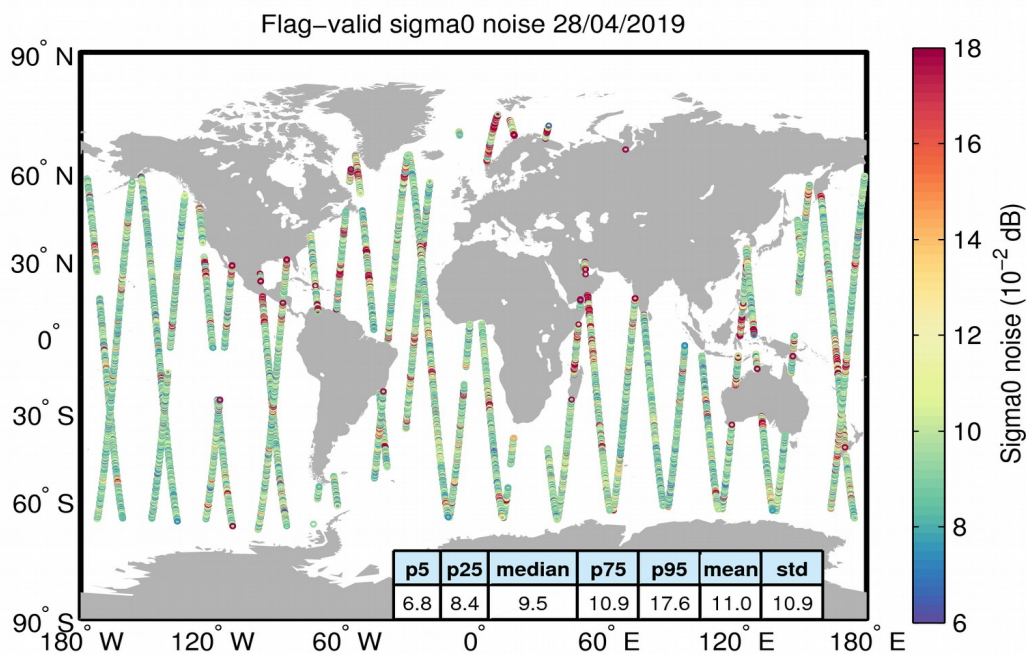 Flag−valid sigma0 noise 28/04/2019
90° N
60° N
30° N
0°
30° S
60° S
90° S
180° W
120° W
60° W
0°
60° E
120° E
180° E
p5 p25 median p75 p95 mean std
6.8 8.4 9.5 10.9 17.6 11.0 10.9
18
16
14
12
10
8
6
Sigma0 noise (10⁻² dB)